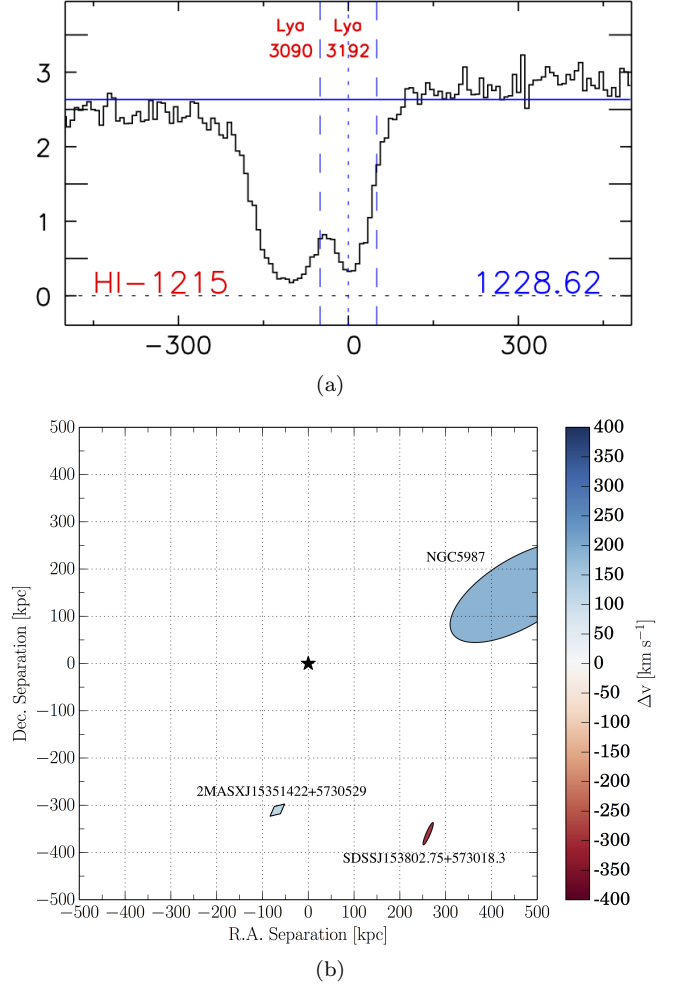 Lya Lya
3090 3192
3
2
1
0
HI-1215 1228.62
-300 0 300
(a)
500
400
300
200
100
0
−100
−200
−300
−400
−500
Dec. Separation [kpc]
NGC5987
2MASXJ15351422+5730529
SDSSJ153802.75+573018.3
−500 −400 −300 −200 −100 0 100 200 300 400 500
R.A. Separation [kpc]
400
350
300
250
200
150
100
50
0
-50
-100
-150
-200
-250
-300
-350
-400
Δv [km s⁻¹]
(b)